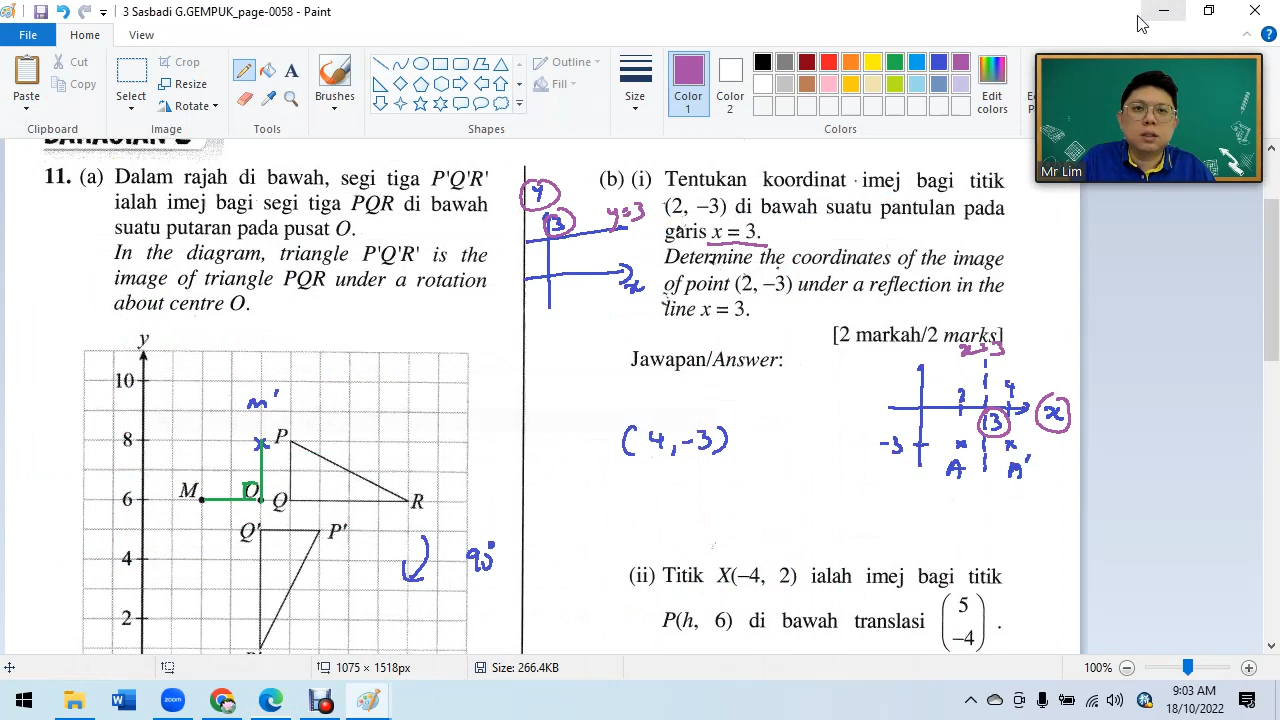 3 Sasbadi G.GEMPUK_page-0058 - Paint
File
Home
View
Paste
Cut
Copy
Clipboard
Select
Crop
Resize
Rotate
Image
A
Tools
Brushes
Outline
Fill
Shapes
Size
Color
1
Color
2
Edit
colors
Colors
Mr Lim
11. (a) Dalam rajah di bawah, segi tiga P'Q'R'
ialah imej bagi segi tiga PQR di bawah
suatu putaran pada pusat O.
In the diagram, triangle P'Q'R' is the
image of triangle PQR under a rotation
about centre O.
y
10
8
6
4
2
M'
x
P
M
O
Q
R
Q'
P'
90°
y
3
y=3
x
(b) (i) Tentukan koordinat imej bagi titik
(2, −3) di bawah suatu pantulan pada
garis x = 3.
Determine the coordinates of the image
of point (2, −3) under a reflection in the
line x = 3.
[2 markah/2 marks]
Jawapan/Answer:
(4, -3)
x=3
2
4
3
x
-3
x
x
A
(ii) Titik X(−4, 2) ialah imej bagi titik
P(h, 6) di bawah translasi (5 −4).
1075 × 1518px
Size: 266.4KB
100%
W
zoom
9:03 AM
18/10/2022